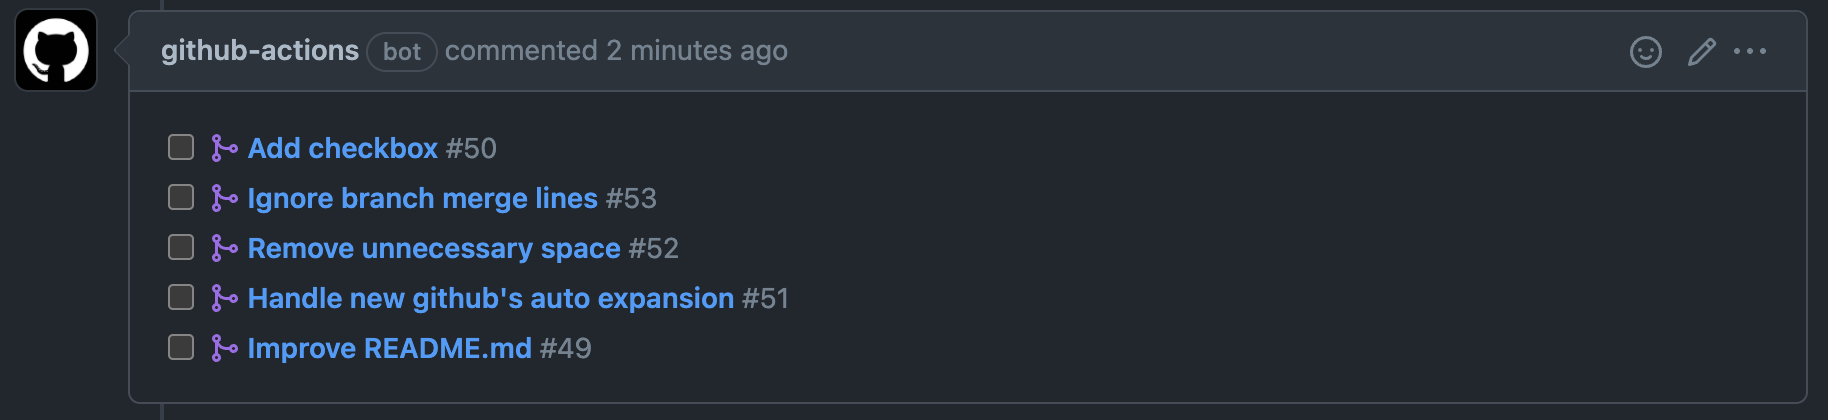 github-actions bot commented 2 minutes ago
Add checkbox #50
Ignore branch merge lines #53
Remove unnecessary space #52
Handle new github's auto expansion #51
Improve README.md #49